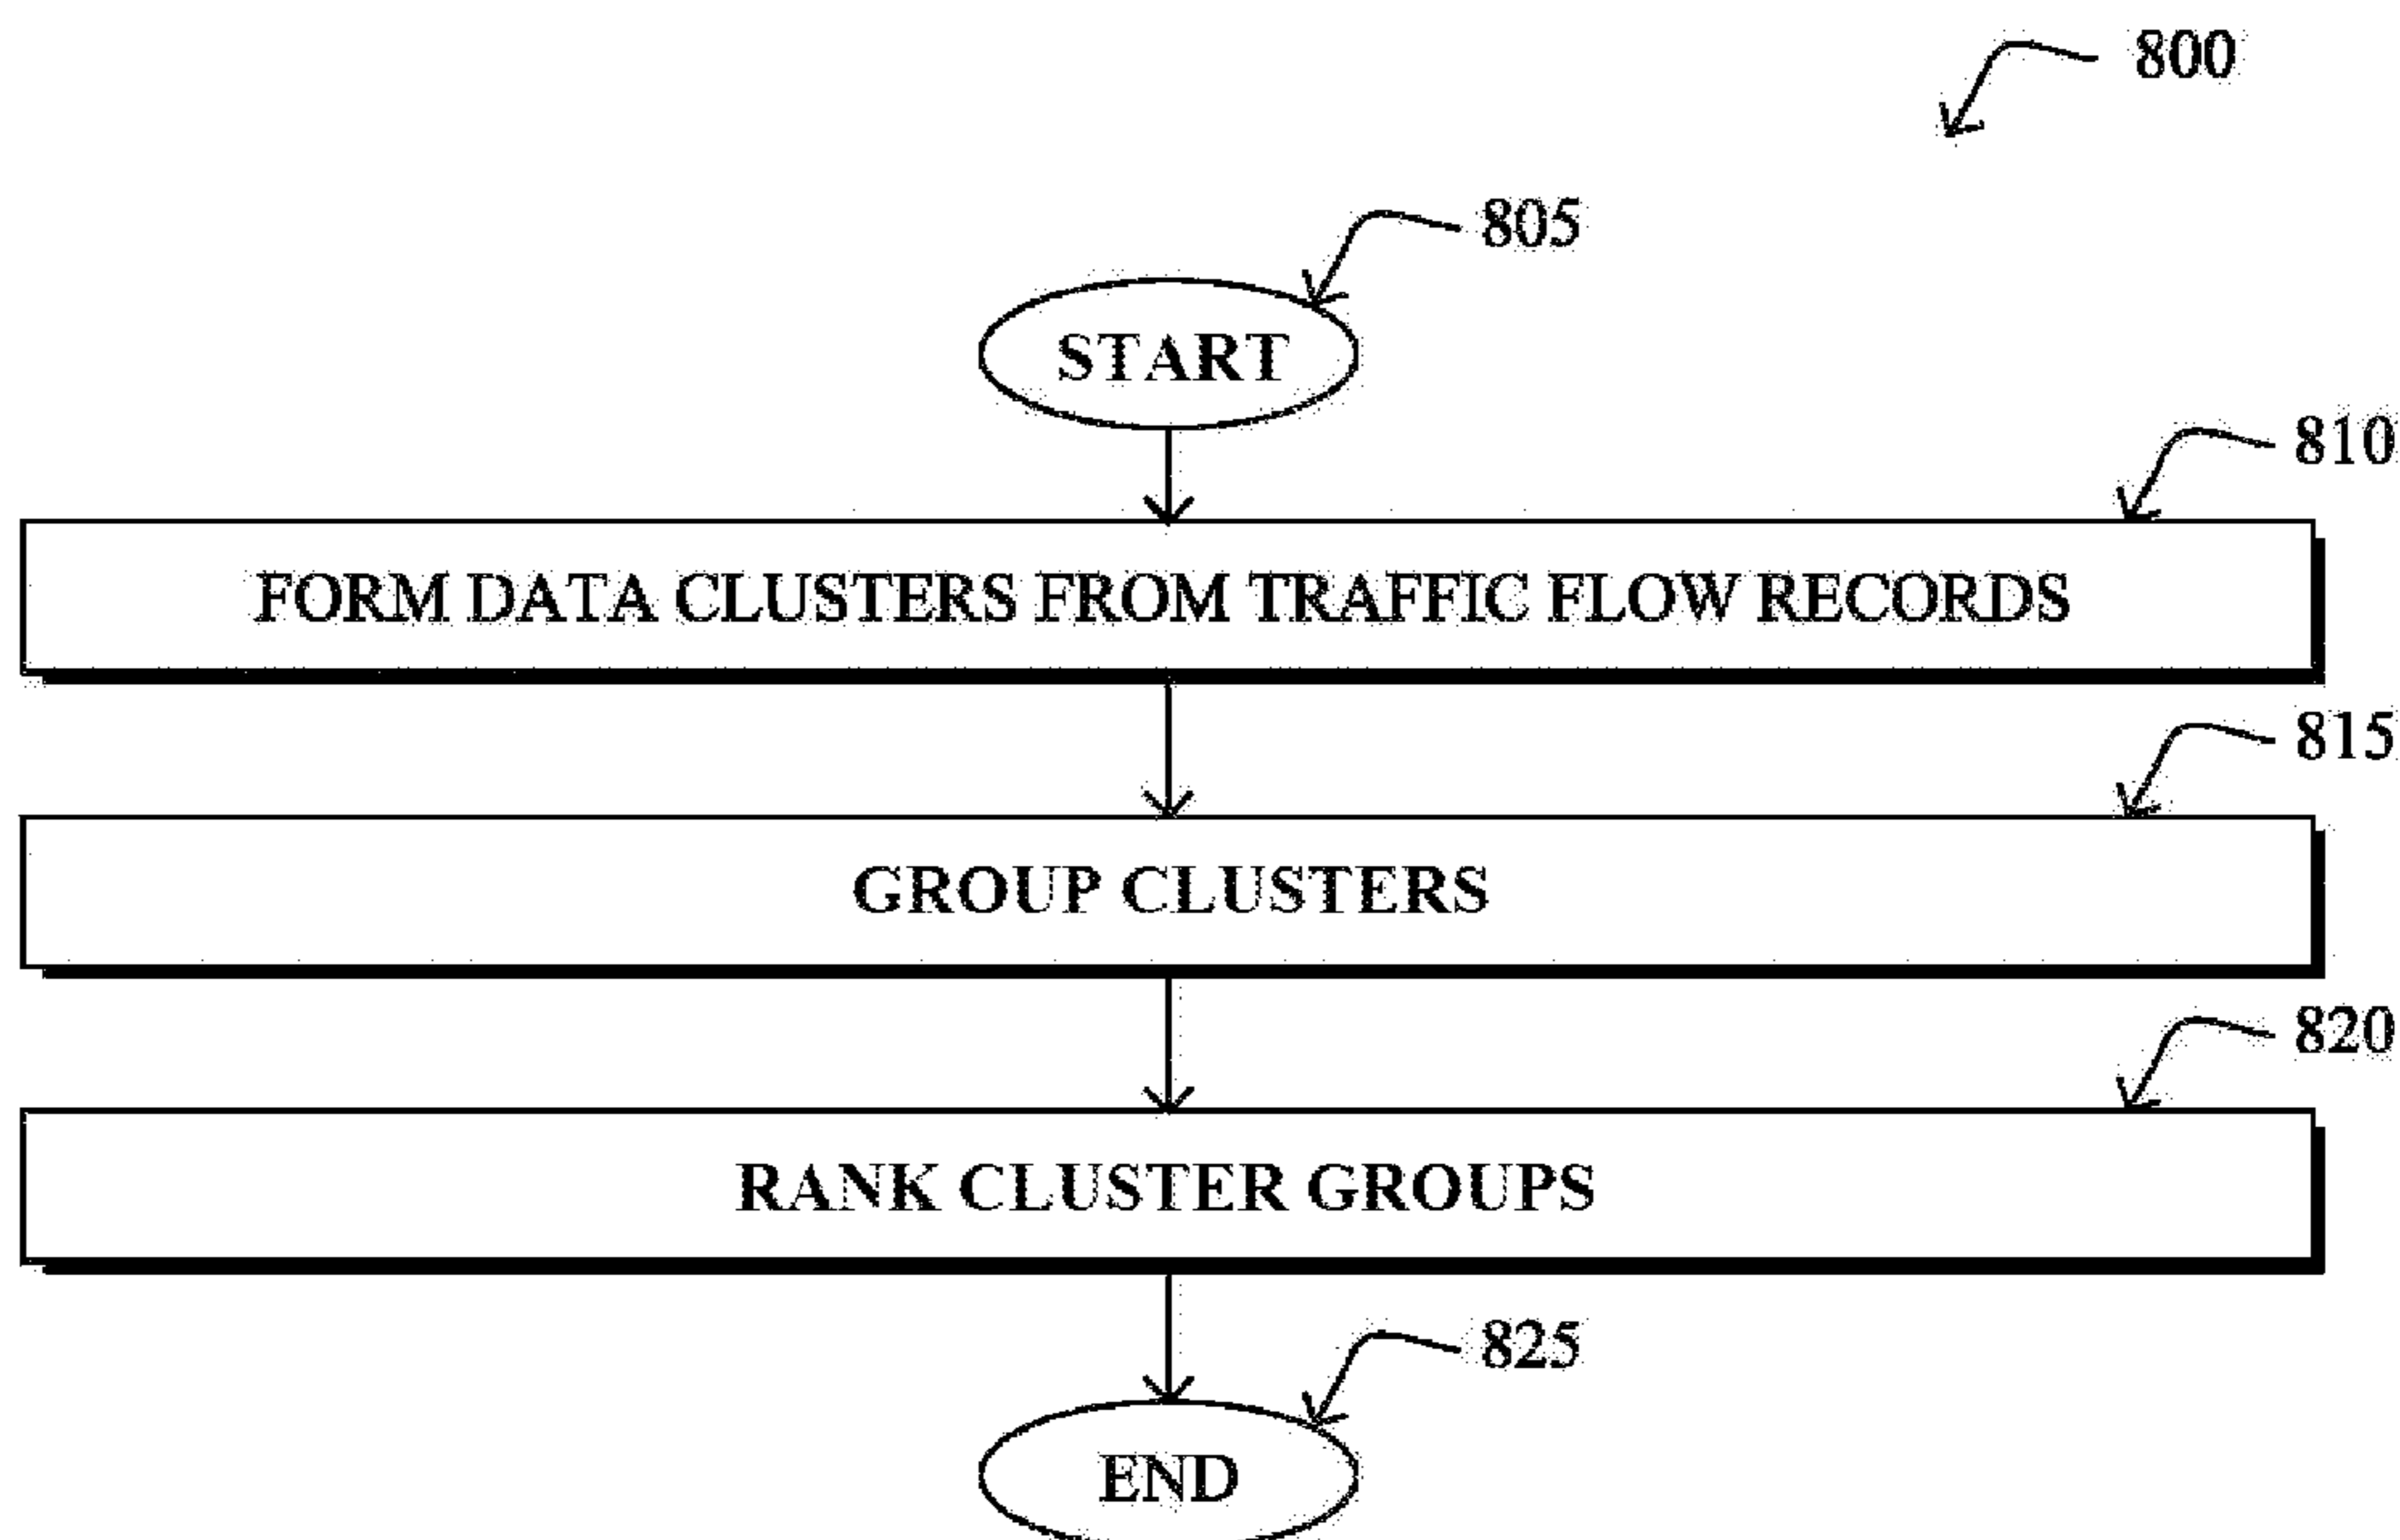 800
805
START
810
FORM DATA CLUSTERS FROM TRAFFIC FLOW RECORDS
815
GROUP CLUSTERS
820
RANK CLUSTER GROUPS
825
END